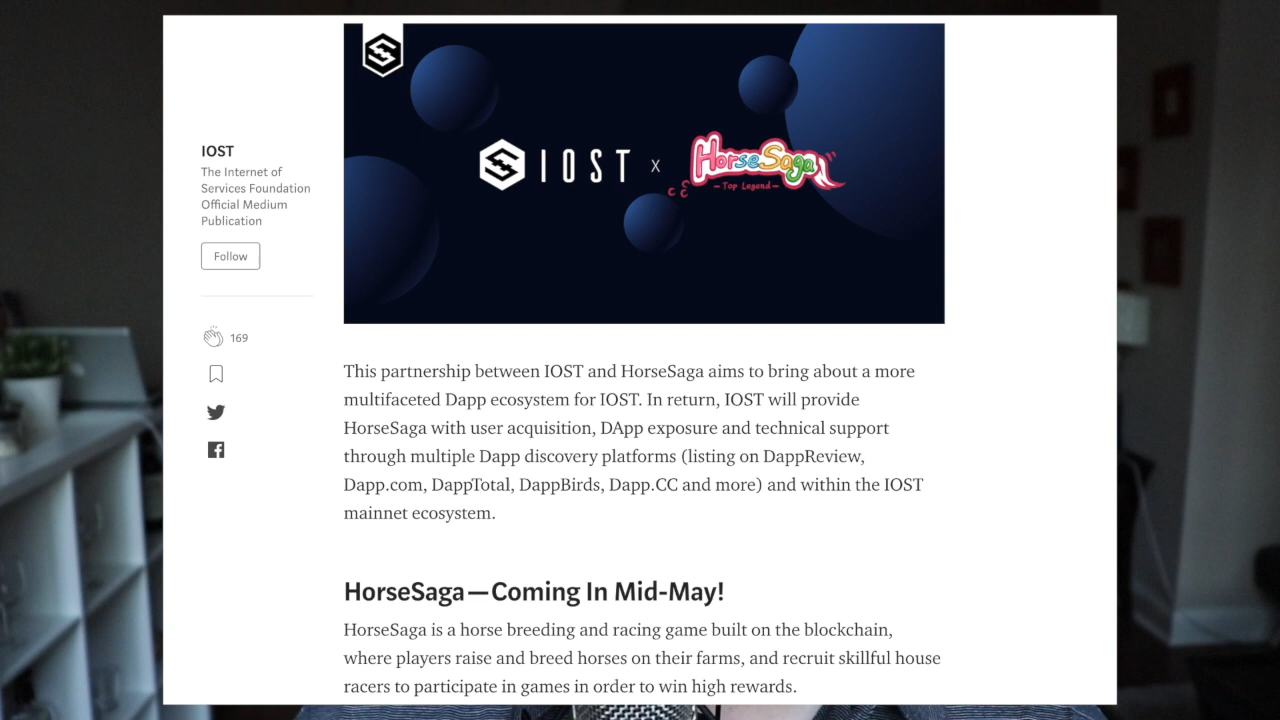 IOST
X
HorseSaga
—Top Legend—
IOST
The Internet of
Services Foundation
Official Medium
Publication
Follow
169
This partnership between IOST and HorseSaga aims to bring about a more
multifaceted Dapp ecosystem for IOST. In return, IOST will provide
HorseSaga with user acquisition, DApp exposure and technical support
through multiple Dapp discovery platforms (listing on DappReview,
Dapp.com, DappTotal, DappBirds, Dapp.CC and more) and within the IOST
mainnet ecosystem.
HorseSaga — Coming In Mid-May!
HorseSaga is a horse breeding and racing game built on the blockchain,
where players raise and breed horses on their farms, and recruit skillful house
racers to participate in games in order to win high rewards.